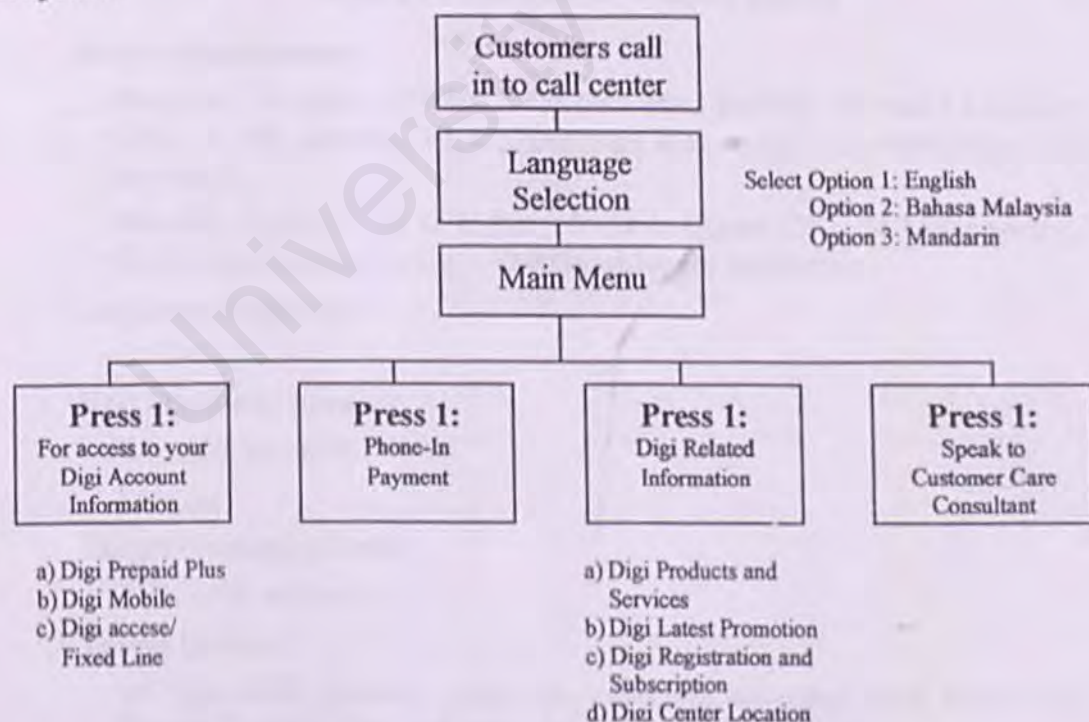 Customers call
in to call center
Language
Selection
Select Option 1: English
Option 2: Bahasa Malaysia
Option 3: Mandarin
Main Menu
Press 1:
For access to your
Digi Account
Information
Press 1:
Phone-In
Payment
Press 1:
Digi Related
Information
Press 1:
Speak to
Customer Care
Consultant
a) Digi Prepaid Plus
b) Digi Mobile
c) Digi accese/
Fixed Line
a) Digi Products and
Services
b) Digi Latest Promotion
c) Digi Registration and
Subscription
d) Digi Center Location
University